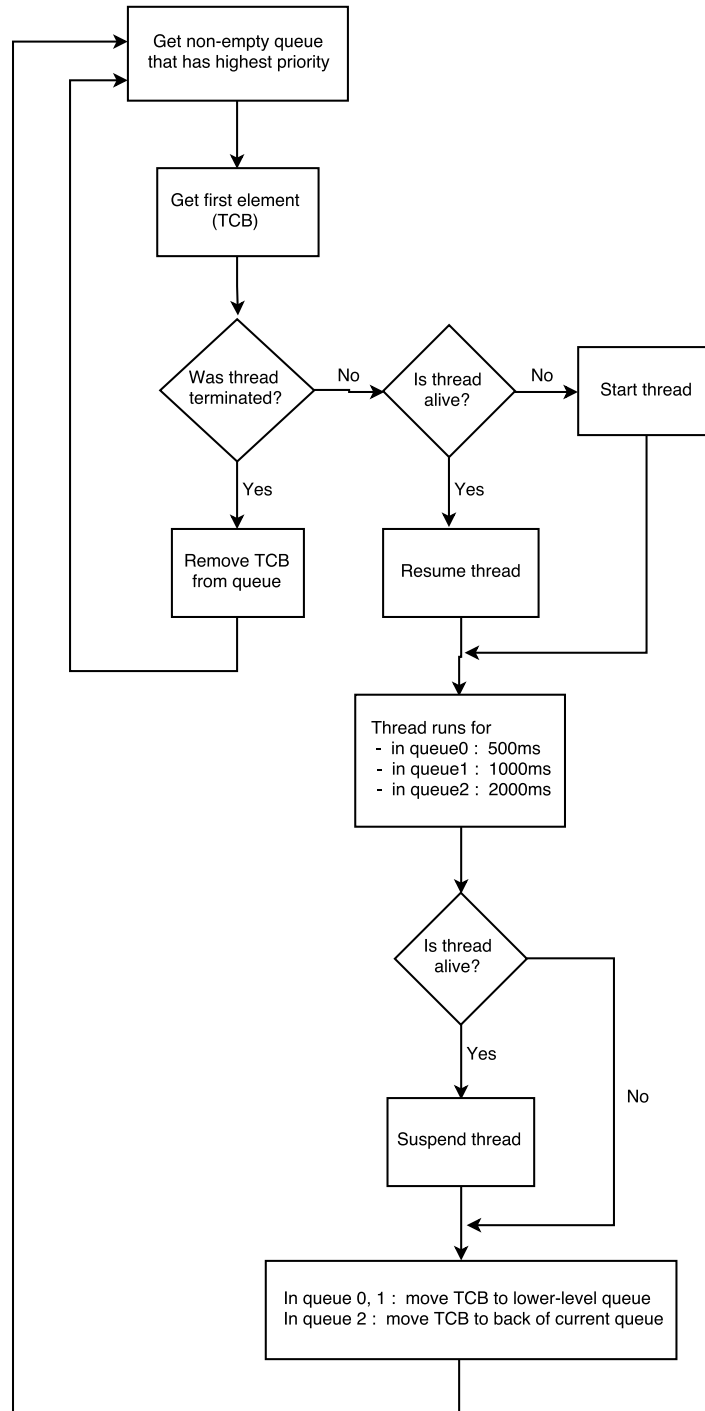 Get non-empty queue
that has highest priority
Get first element
(TCB)
Was thread
terminated?
No
Is thread
alive?
No
Start thread
Yes
Yes
Remove TCB
from queue
Resume thread
Thread runs for
- in queue0 : 500ms
- in queue1 : 1000ms
- in queue2 : 2000ms
Is thread
alive?
Yes
No
Suspend thread
In queue 0, 1 : move TCB to lower-level queue
In queue 2 : move TCB to back of current queue